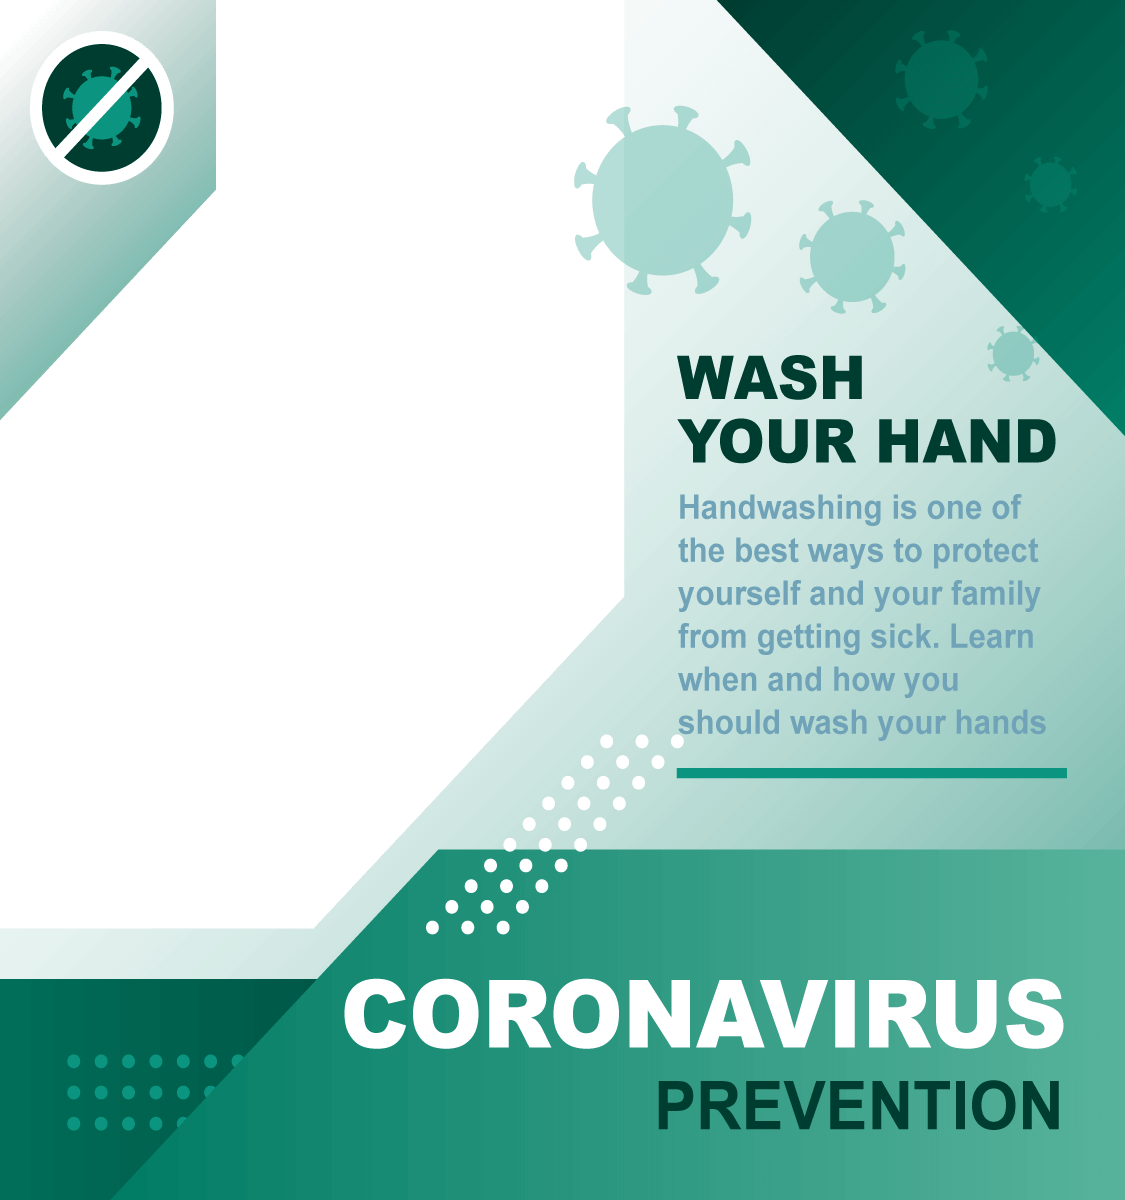 WASH
YOUR HAND
Handwashing is one of
the best ways to protect
yourself and your family
from getting sick. Learn
when and how you
should wash your hands
CORONAVIRUS
PREVENTION